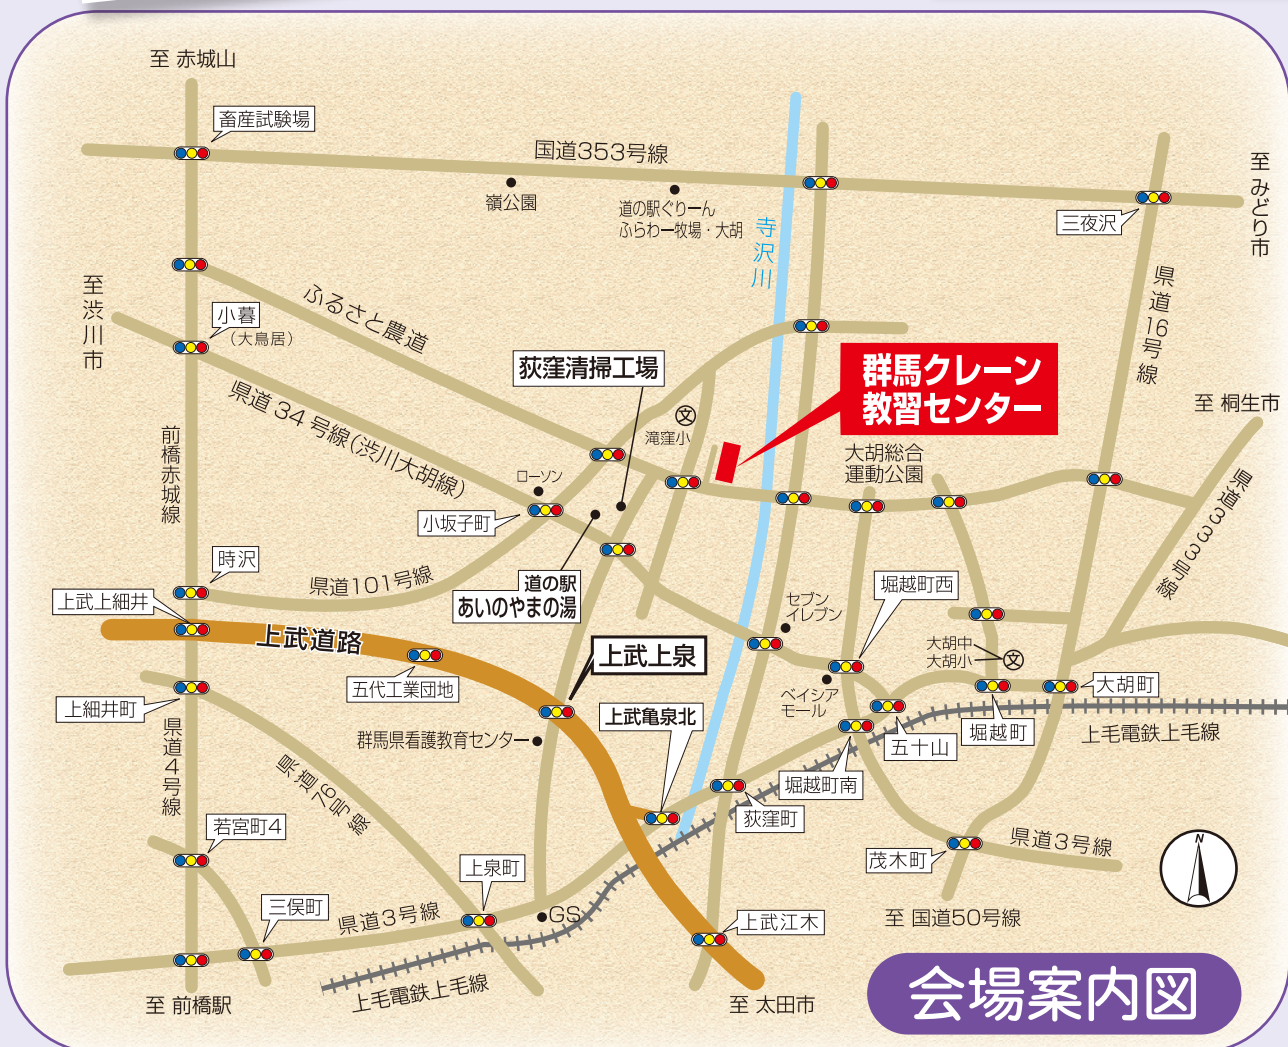 至 赤城山
畜産試験場
国道353号線
嶺公園
道の駅ぐりーん
ふらわー牧場・大胡
寺沢川
三夜沢
至 みどり市
至 渋川市
小暮
（大鳥居）
ふるさと農道
県道16号線
荻窪清掃工場
群馬クレーン
教習センター
至 桐生市
県道 34 号線（渋川大胡線）
前橋赤城線
滝窪小
文
大胡総合
運動公園
ローソン
小坂子町
県道333号線
時沢
県道101号線
道の駅
あいのやまの湯
堀越町西
上武上細井
セブン
イレブン
上武道路
上武上泉
大胡中
大胡小
文
五代工業団地
大胡町
上細井町
ベイシア
モール
上武亀泉北
堀越町
上毛電鉄上毛線
群馬県看護教育センター
五十山
県道4号線
県道76号線
堀越町南
荻窪町
若宮町4
県道3号線
茂木町
N
上泉町
三俣町
県道3号線
GS
上武江木
至 国道50号線
上毛電鉄上毛線
至 前橋駅
至 太田市
会場案内図